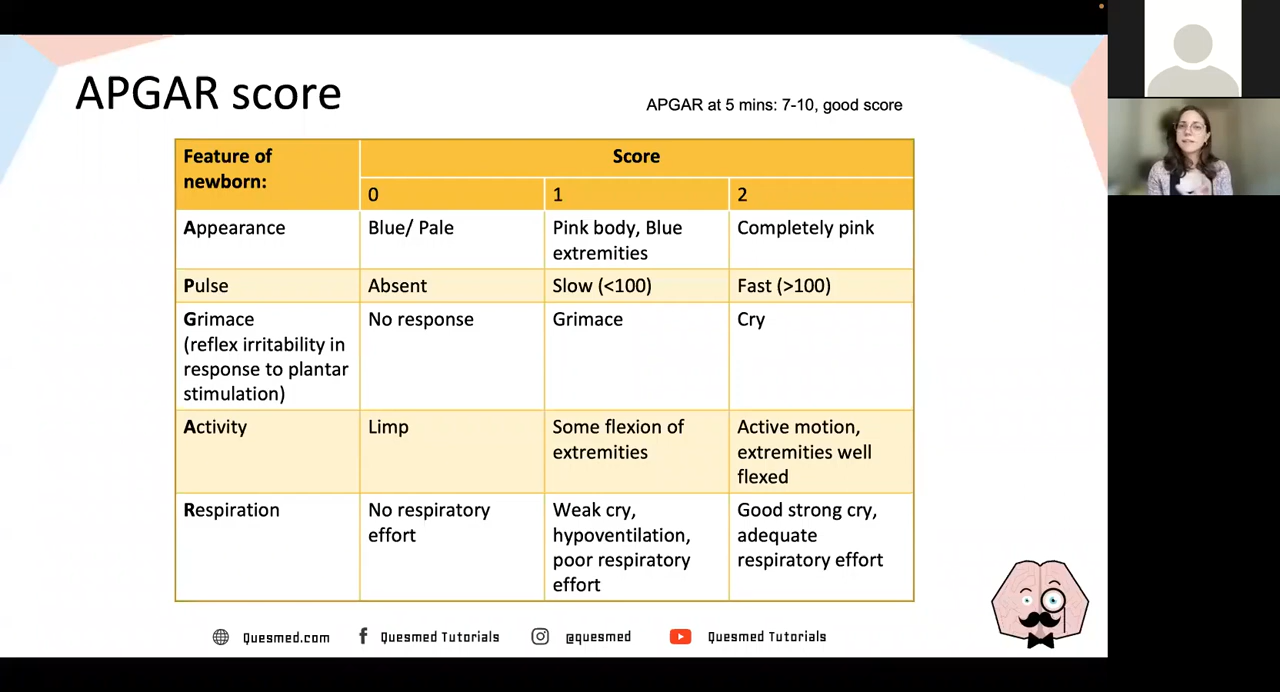 APGAR score
APGAR at 5 mins: 7-10, good score
Feature of
newborn:
Score
0
1
2
Appearance
Blue/ Pale
Pink body, Blue
extremities
Completely pink
Pulse
Absent
Slow (<100)
Fast (>100)
Grimace
(reflex irritability in
response to plantar
stimulation)
No response
Grimace
Cry
Activity
Limp
Some flexion of
extremities
Active motion,
extremities well
flexed
Respiration
No respiratory
effort
Weak cry,
hypoventilation,
poor respiratory
effort
Good strong cry,
adequate
respiratory effort
Quesmed.com
Quesmed Tutorials
@quesmed
Quesmed Tutorials